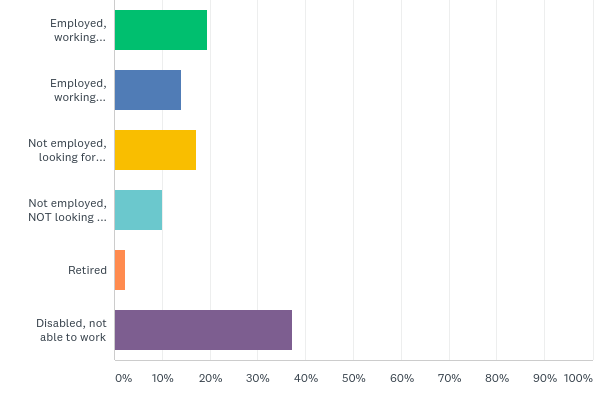 Employed,
working...
Employed,
working...
Not employed,
looking for...
Not employed,
NOT looking ...
Retired
Disabled, not
able to work
0% 10% 20% 30% 40% 50% 60% 70% 80% 90% 100%